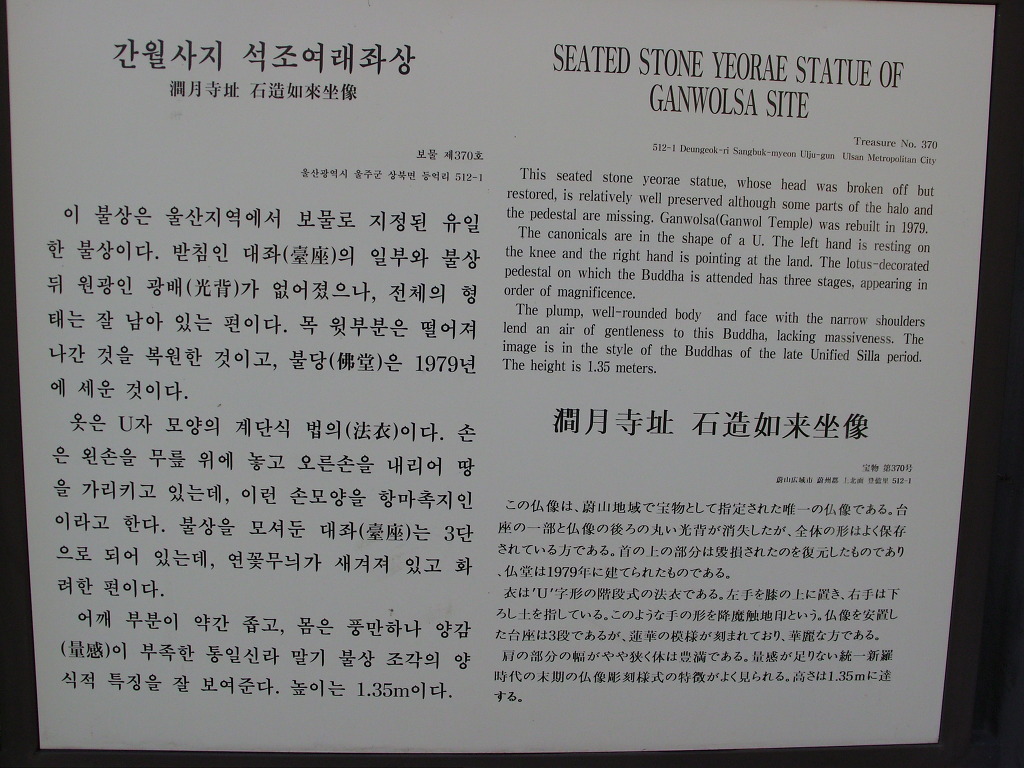 간월사지 석조여래좌상
澗月寺址 石造如來坐像
보물 제370호
울산광역시 울주군 상북면 등억리 512-1
이 불상은 울산지역에서 보물로 지정된 유일
한 불상이다. 받침인 대좌(臺座)의 일부와 불상
뒤 원광인 광배(光背)가 없어졌으나, 전체의 형
태는 잘 남아 있는 편이다. 목 윗부분은 떨어져
나간 것을 복원한 것이고, 불당(佛堂)은 1979년
에 세운 것이다.
옷은 U자 모양의 계단식 법의(法衣)이다. 손
은 왼손을 무릎 위에 놓고 오른손을 내리어 땅
을 가리키고 있는데, 이런 손모양을 항마촉지인
이라고 한다. 불상을 모셔둔 대좌(臺座)는 3단
으로 되어 있는데, 연꽃무늬가 새겨져 있고 화
려한 편이다.
어깨 부분이 약간 좁고, 몸은 풍만하나 양감
(量感)이 부족한 통일신라 말기 불상 조각의 양
식적 특징을 잘 보여준다. 높이는 1.35m이다.
SEATED STONE YEORAE STATUE OF
GANWOLSA SITE
Treasure No. 370
512-1 Deungeok-ri Sangbuk-myeon Ulju-gun Ulsan Metropolitan City
This seated stone yeorae statue, whose head was broken off but
restored, is relatively well preserved although some parts of the halo and
the pedestal are missing. Ganwolsa(Ganwol Temple) was rebuilt in 1979.
The canonicals are in the shape of a U. The left hand is resting on
the knee and the right hand is pointing at the land. The lotus-decorated
pedestal on which the Buddha is attended has three stages, appearing in
order of magnificence.
The plump, well-rounded body and face with the narrow shoulders
lend an air of gentleness to this Buddha, lacking massiveness. The
image is in the style of the Buddhas of the late Unified Silla period.
The height is 1.35 meters.
澗月寺址 石造如来坐像
宝物 第370号
蔚山広域市 蔚州郡 上北面 登億里 512-1
この仏像は、蔚山地域で宝物として指定された唯一の仏像である。台
座の一部と仏像の後ろの丸い光背が消失したが、全体の形はよく保存
されている方である。首の上の部分は毀損されたのを復元したものであり
、仏堂は1979年に建てられたものである。
衣は'U'字形の階段式の法衣である。左手を膝の上に置き、右手は下
ろし土を指している。このような手の形を降魔触地印という。仏像を安置し
た台座は3段であるが、蓮華の模様が刻まれており、華麗な方である。
肩の部分の幅がやや狭く体は豊満である。量感が足りない統一新羅
時代の末期の仏像彫刻様式の特徴がよく見られる。高さは1.35mに達
する。